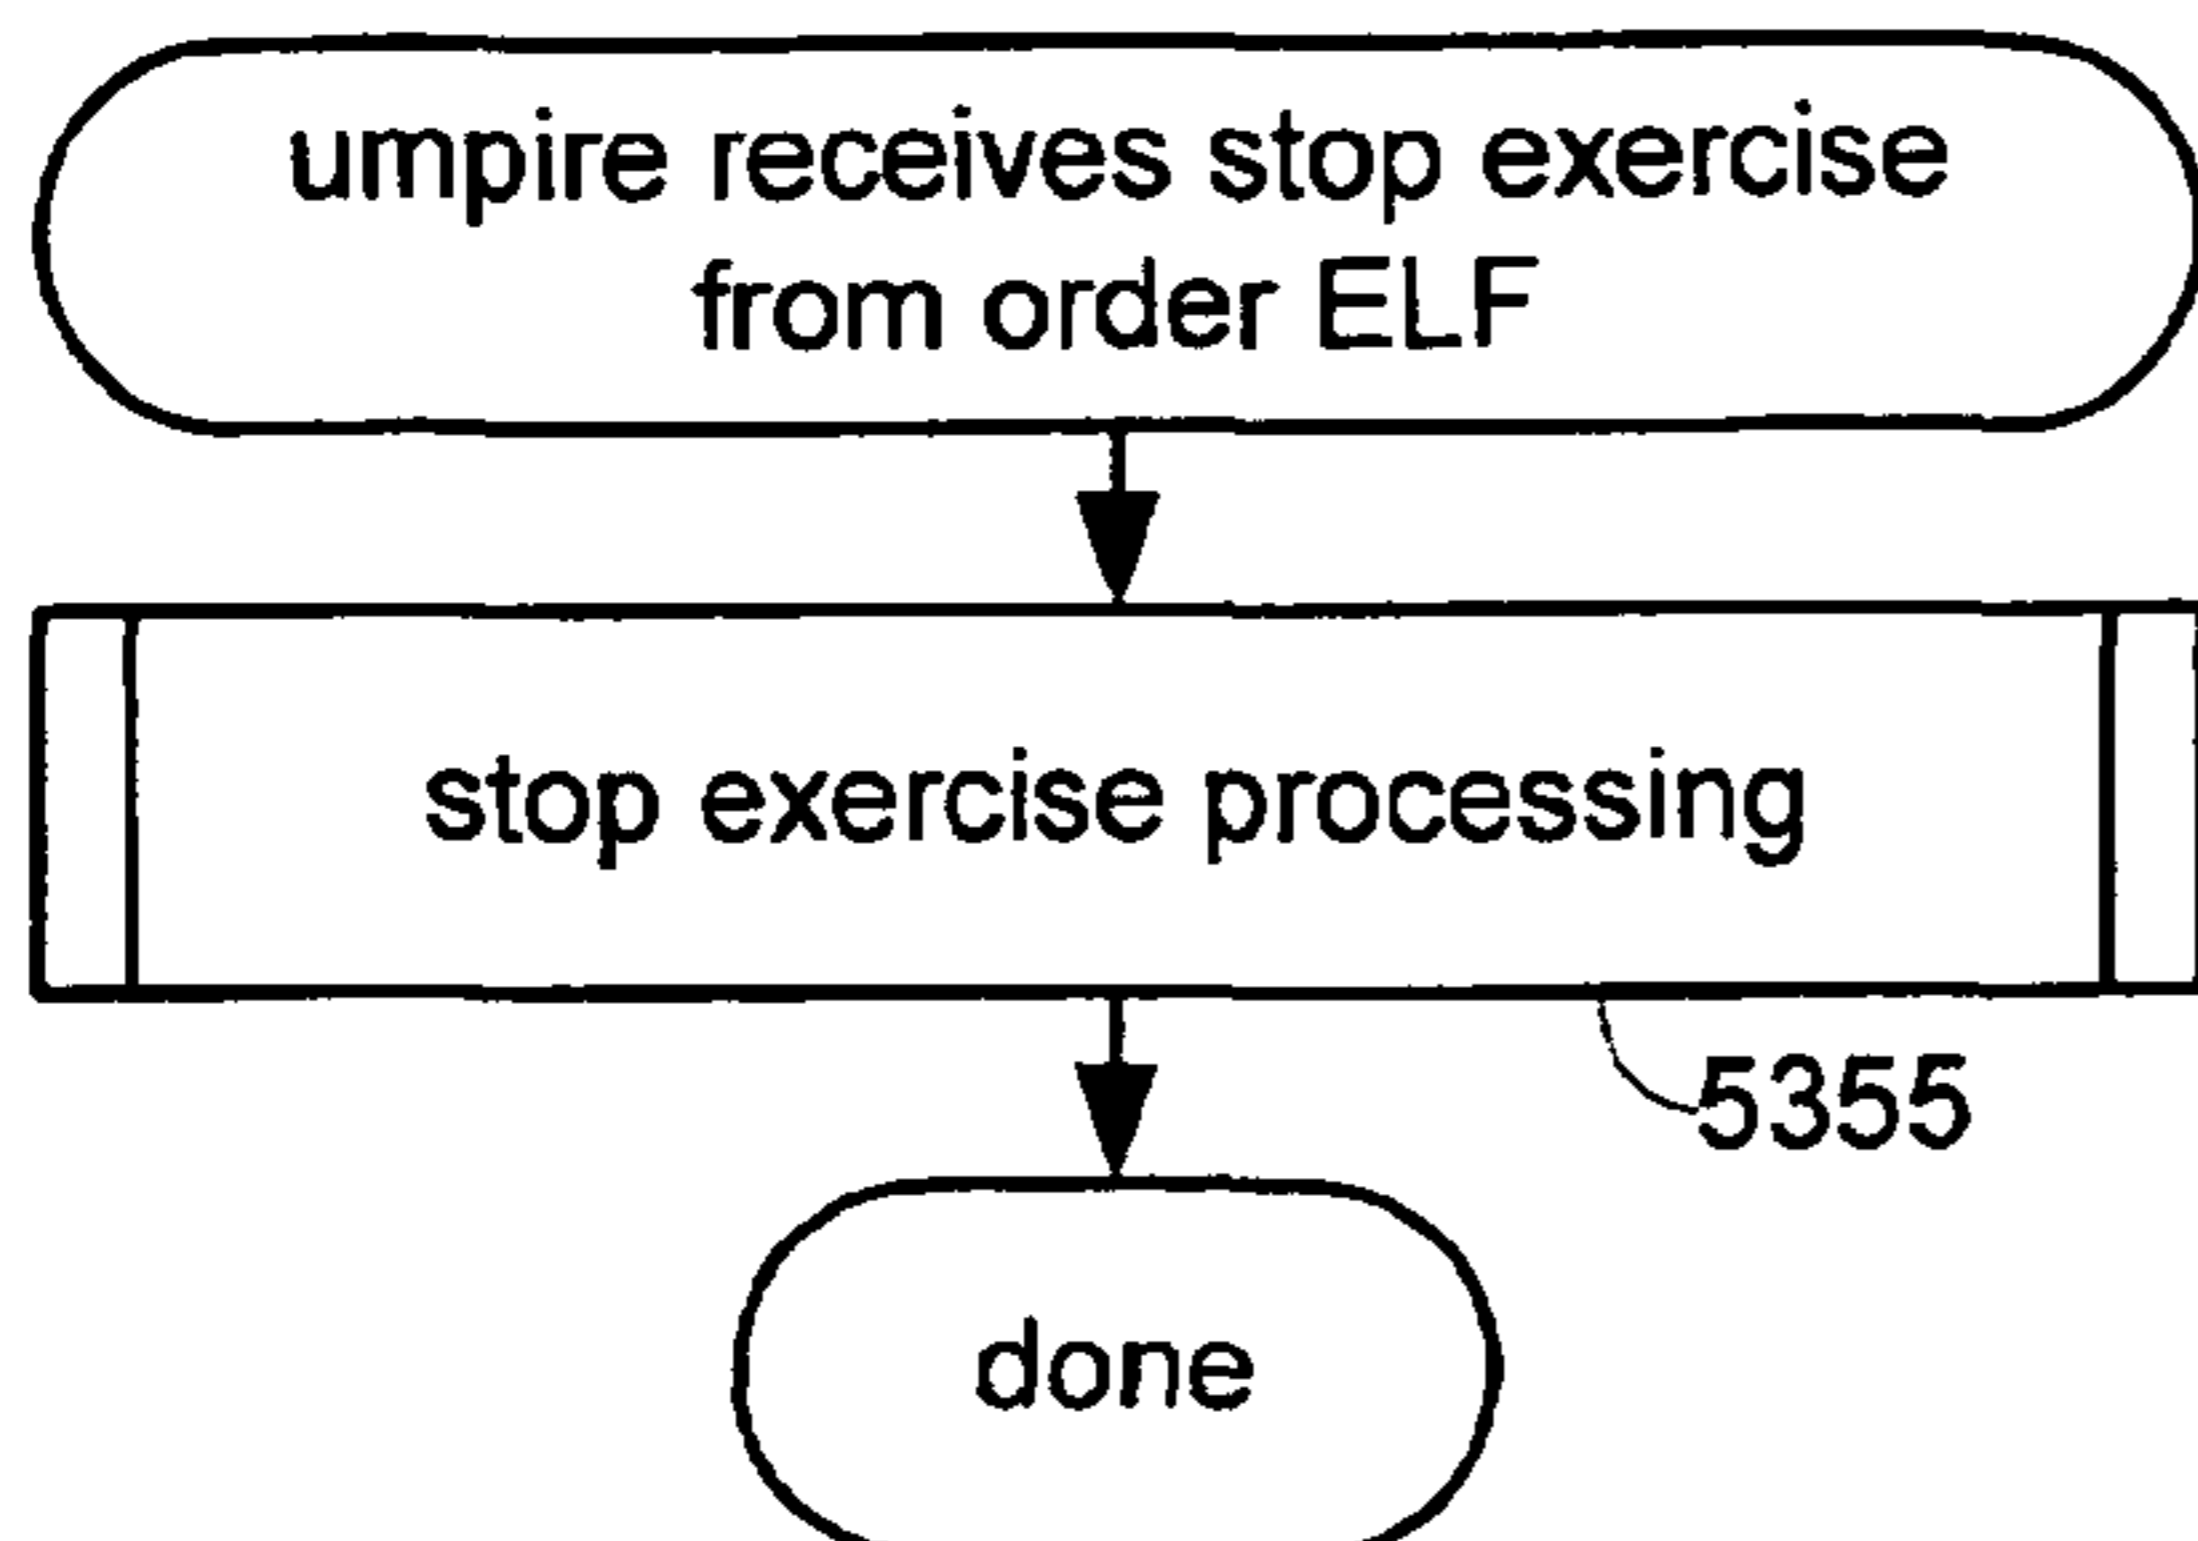 umpire receives stop exercise
from order ELF
stop exercise processing
5355
done